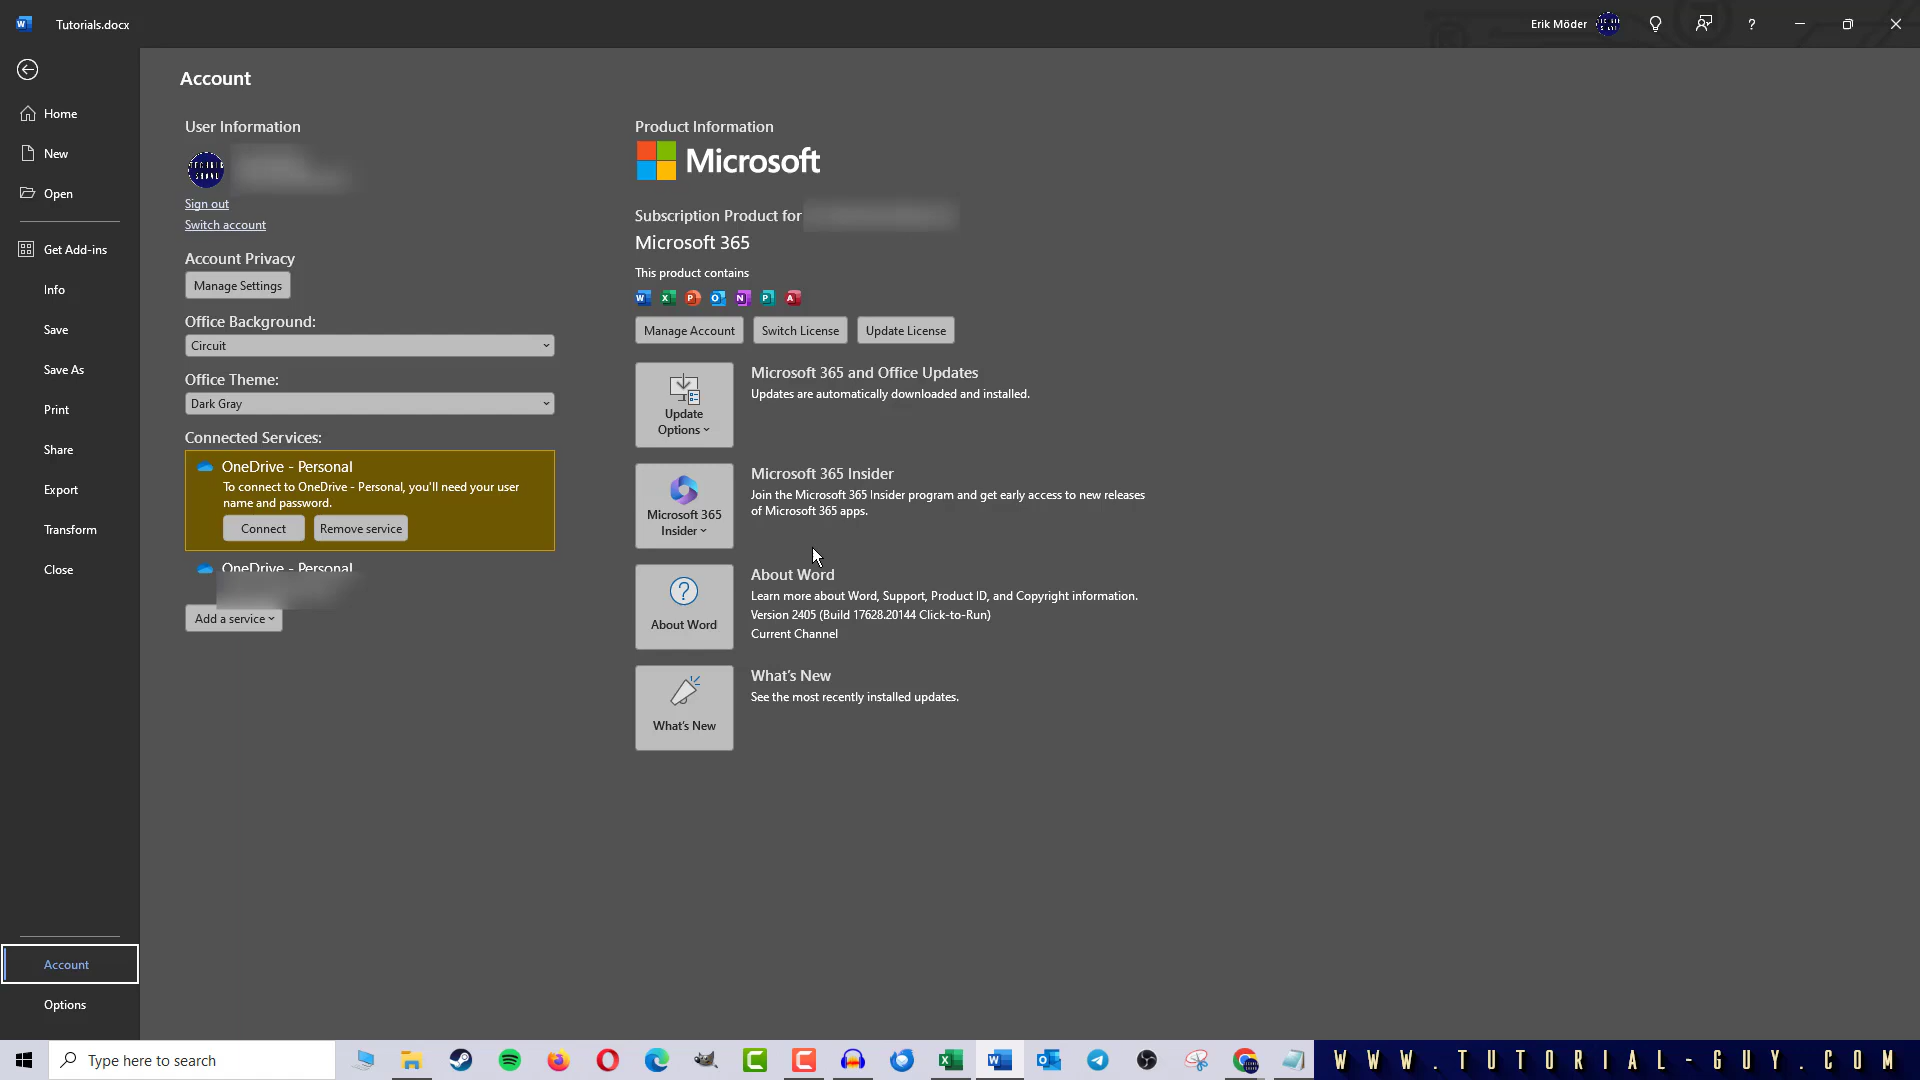 Tutorials.docx
Erik Möder
?
Home
New
Open
Get Add-ins
Info
Save
Save As
Print
Share
Export
Transform
Close
Account
Options
Account
User Information
Sign out
Switch account
Account Privacy
Manage Settings
Office Background:
Circuit
Office Theme:
Dark Gray
Connected Services:
OneDrive - Personal
To connect to OneDrive - Personal, you'll need your user
name and password.
Connect
Remove service
OneDrive - Personal
Add a service
Product Information
Microsoft
Subscription Product for
Microsoft 365
This product contains
Manage Account
Switch License
Update License
Update
Options
Microsoft 365 and Office Updates
Updates are automatically downloaded and installed.
Microsoft 365
Insider
Microsoft 365 Insider
Join the Microsoft 365 Insider program and get early access to new releases
of Microsoft 365 apps.
About Word
About Word
Learn more about Word, Support, Product ID, and Copyright information.
Version 2405 (Build 17628.20144 Click-to-Run)
Current Channel
What's New
What's New
See the most recently installed updates.
Type here to search
WWW.TUTORIAL-GUY.COM